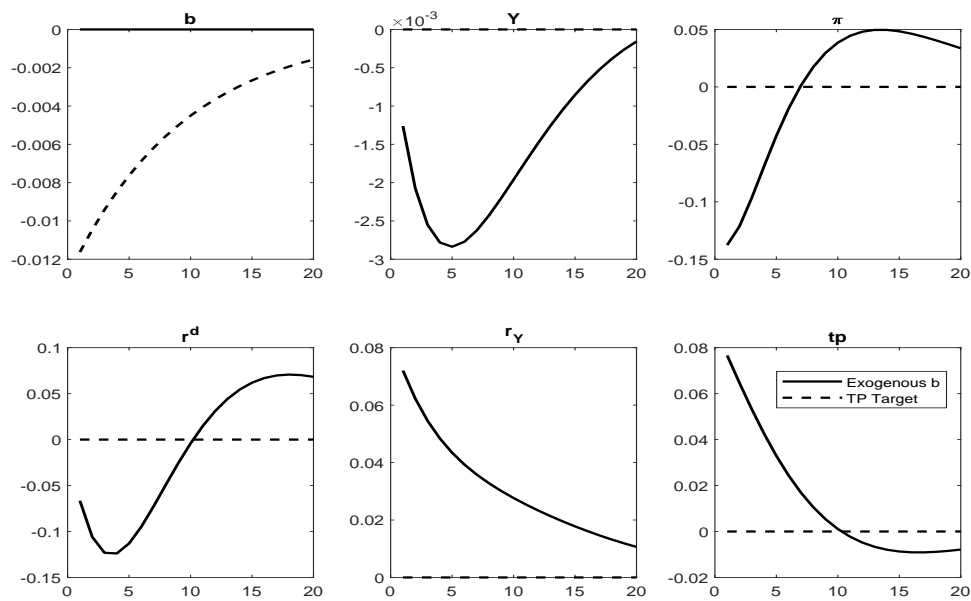 b
0
-0.002
-0.004
-0.006
-0.008
-0.01
-0.012
0 5 10 15 20
Y
×10⁻³
0
-0.5
-1
-1.5
-2
-2.5
-3
0 5 10 15 20
π
0.05
0
-0.05
-0.1
-0.15
0 5 10 15 20
r^d
0.1
0.05
0
-0.05
-0.1
-0.15
0 5 10 15 20
r_Y
0.08
0.06
0.04
0.02
0
0 5 10 15 20
tp
0.08
0.06
0.04
0.02
0
-0.02
0 5 10 15 20
Exogenous b
TP Target